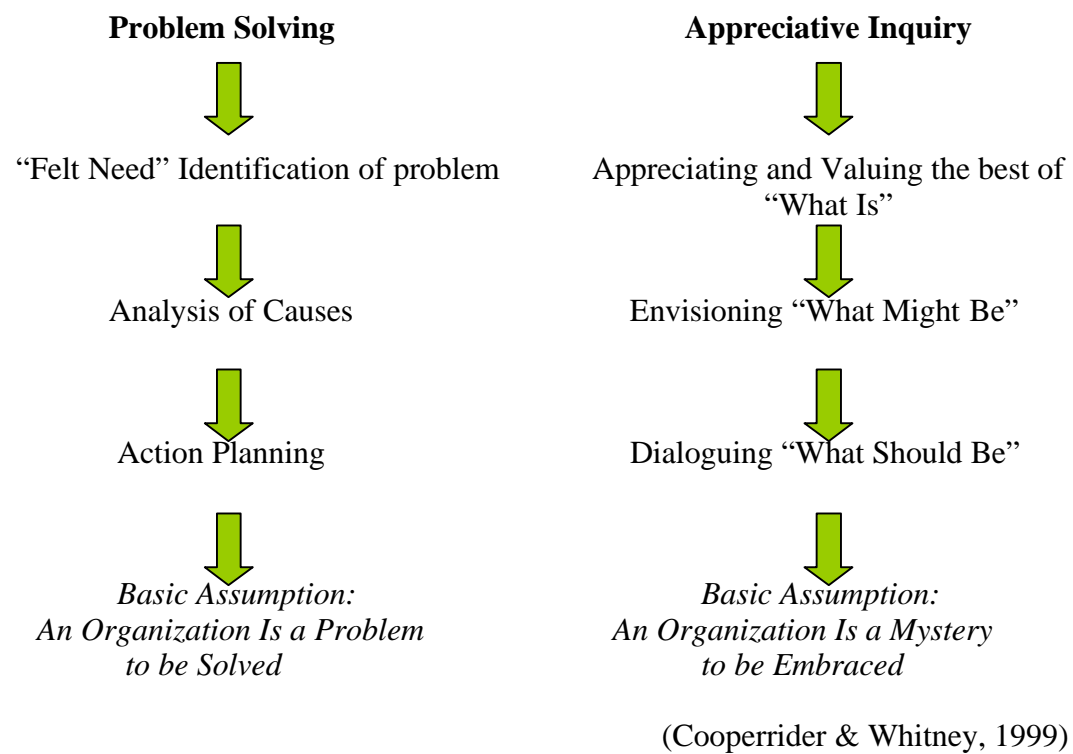 Problem Solving
“Felt Need” Identification of problem
Analysis of Causes
Action Planning
Basic Assumption:
An Organization Is a Problem
to be Solved
Appreciative Inquiry
Appreciating and Valuing the best of
“What Is”
Envisioning “What Might Be”
Dialoguing “What Should Be”
Basic Assumption:
An Organization Is a Mystery
to be Embraced
(Cooperrider & Whitney, 1999)